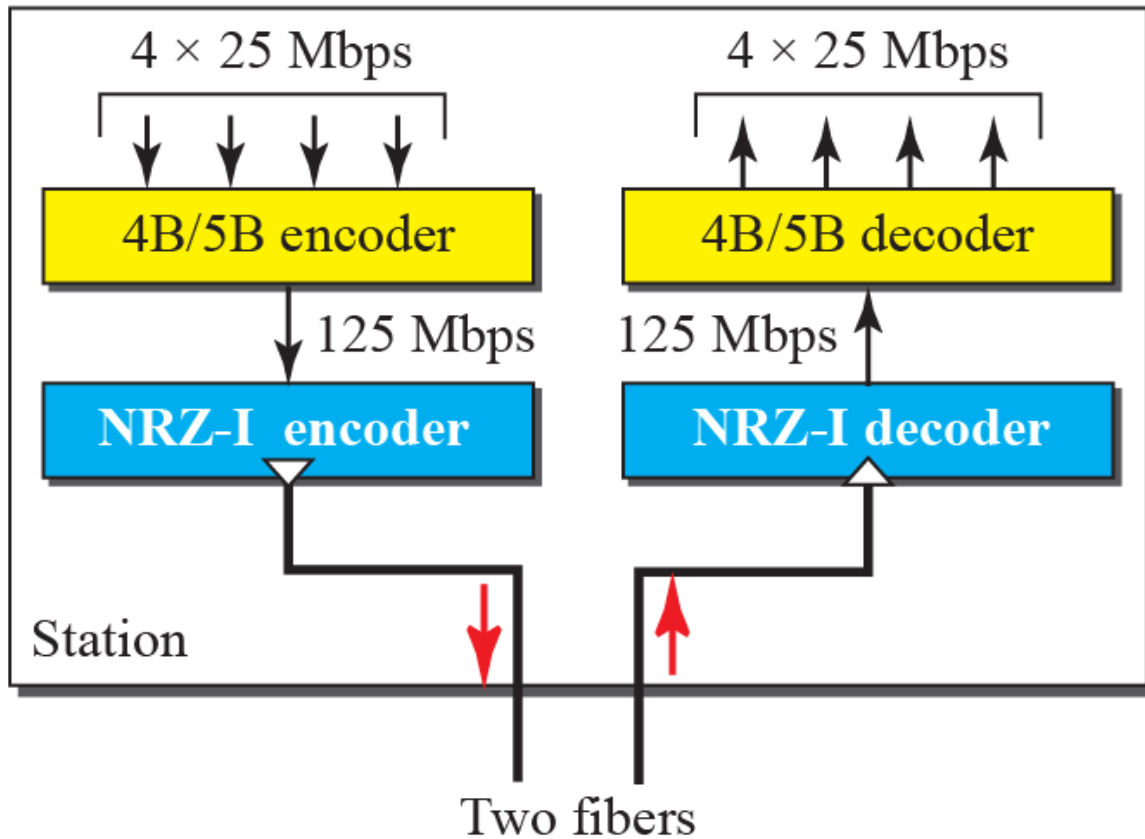 4 × 25 Mbps
4 × 25 Mbps
4B/5B encoder
4B/5B decoder
125 Mbps
125 Mbps
NRZ-I encoder
NRZ-I decoder
Station
Two fibers